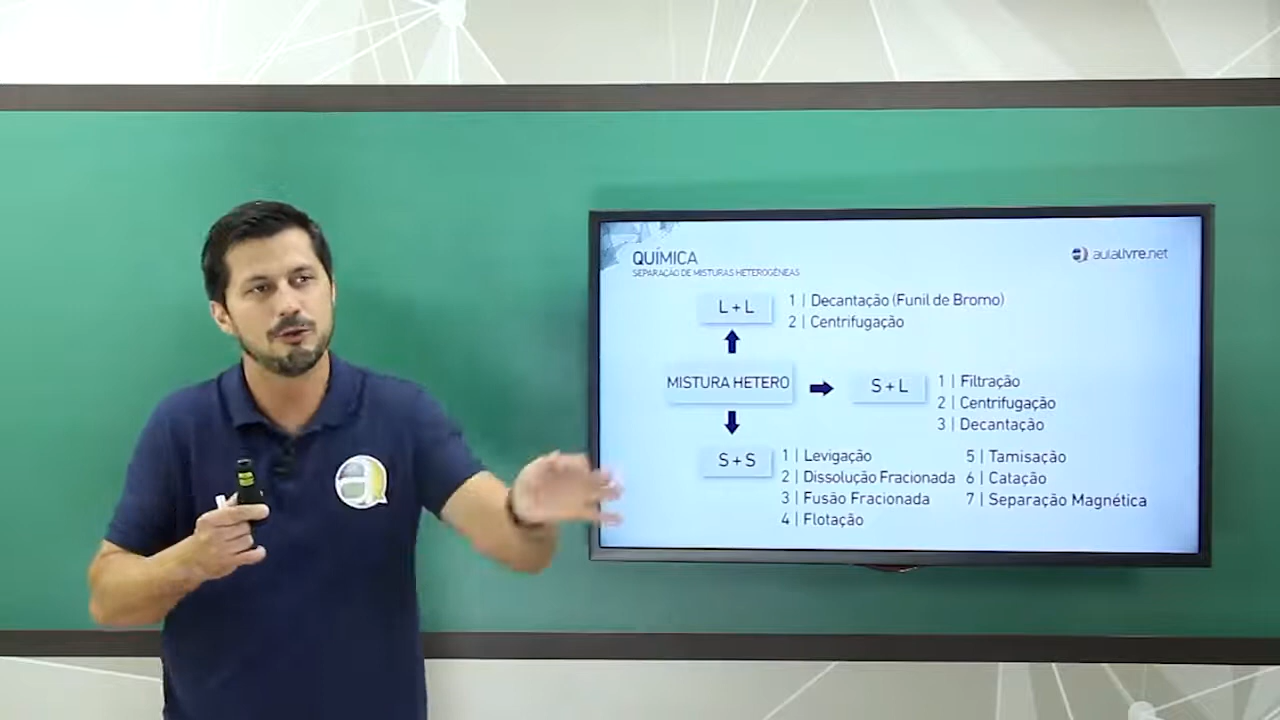 QUÍMICA
SEPARAÇÃO DE MISTURAS HETEROGÊNEAS
aulalivre.net
L + L
1 | Decantação (Funil de Bromo)
2 | Centrifugação
MISTURA HETERO
S + L
1 | Filtração
2 | Centrifugação
3 | Decantação
S + S
1 | Levigação
2 | Dissolução Fracionada
3 | Fusão Fracionada
4 | Flotação
5 | Tamisação
6 | Catação
7 | Separação Magnética